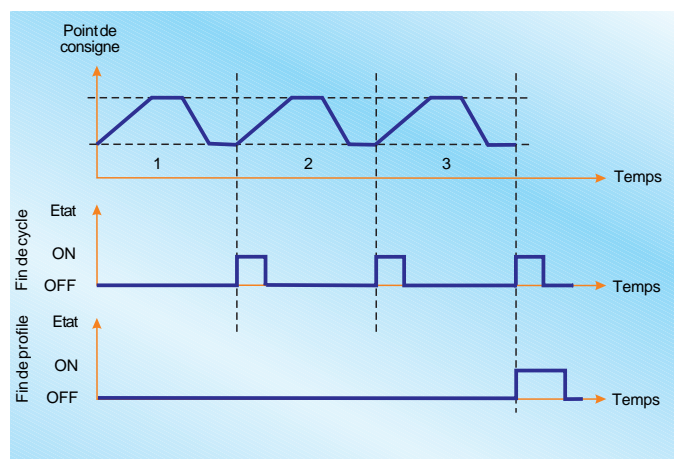 Point de
consigne
1
2
3
Temps
Etat
Fin de cycle
ON
OFF
Temps
Etat
Fin de profile
ON
OFF
Temps